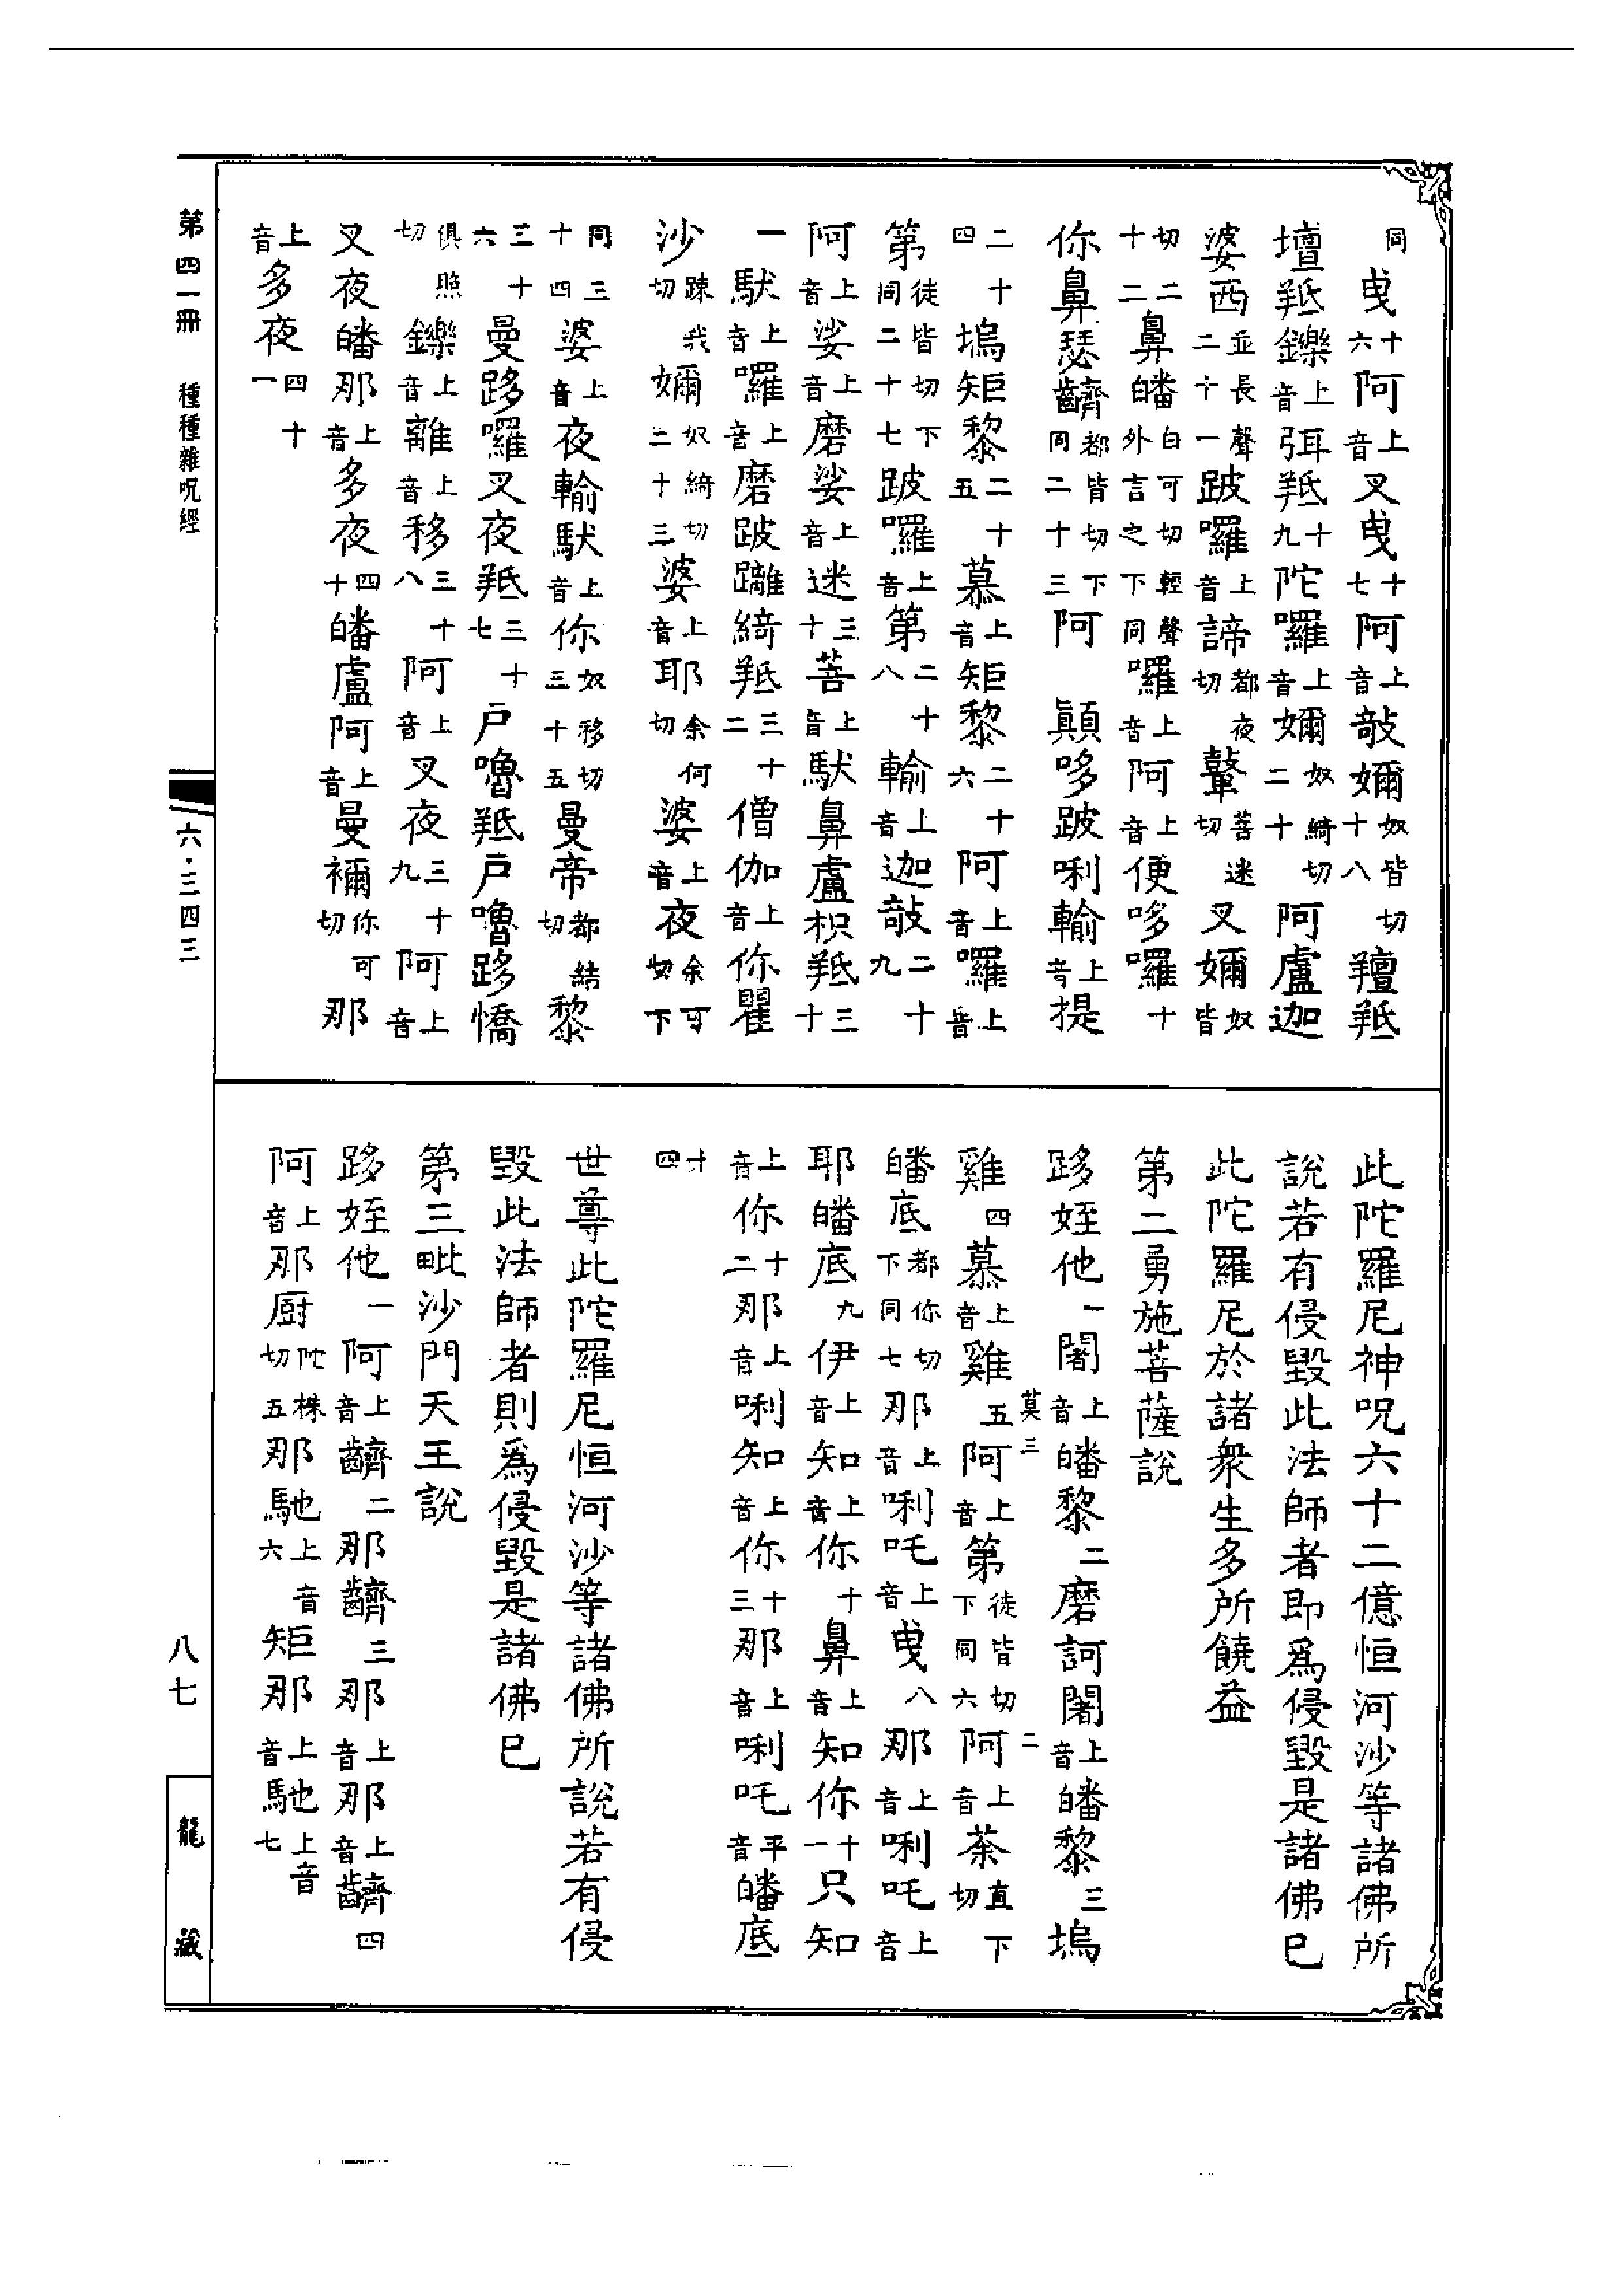 同曳十六阿上音叉曳十七阿上音㪣嬭奴皆切十八羶羝
壇羝鑠上音弭羝十九陀囉上音嬭奴綺切二十阿盧迦
婆西並長聲二十一跛囉上音諦都夜切鞞菩迷切叉嬭奴皆
切二十二鼻皤白可切輕聲白外言之下同囉上音阿上音便哆囉十
你鼻瑟齌都皆切下同二十三阿 顛哆跛唎輸上音提
二十四塢矩黎二十五慕上音矩黎二十六阿上音囉上音
第徒皆切下同二十七跛囉上音第二十八輸上音迦㪣二十九
阿上音娑上音磨娑上音迷三十菩上音馱鼻盧枳羝三十
一馱上音囉上音磨跛離綺羝三十二僧伽上音你瞿
沙疎我切嬭奴綺切三十三婆上音耶余何切婆上音夜余可切下
同三十四婆上音夜輸馱上音你奴移切三十五曼帝都結切黎
三十六曼跢囉叉夜羝三十七戶嚕羝戶嚕跢憍
俱照切鑠上音離上音移三十八阿上音叉夜三十九阿上音
叉夜皤那上音多夜四十皤盧阿上音曼禰你可切那
上音多夜四十一
此陀羅尼神呪六十二億恒河沙等諸佛所
說若有侵毀此法師者即爲侵毀是諸佛已
此陀羅尼於諸衆生多所饒益
第二勇施菩薩說
跢姪他一闍上音皤黎二磨訶闍上音皤黎三塢
雞四慕上音雞五阿上音第徒皆切下同六阿上音荼直下切
皤底都你切下同七那上音唎吒上音曳八那上音唎吒上音
耶皤底九伊上音知上音你十鼻上音知你十一只知
上音你十二那上音唎知上音你十三那上音唎吒平音皤底
十四
世尊此陀羅尼恒河沙等諸佛所說若有侵
毀此法師者則爲侵毀是諸佛已
第三毗沙門天王說
跢姪他一阿上音齌二那齌三那上音那上音齌四
阿上音那厨陀株切五那馳上音六矩那上音馳上音七
第四一冊 種種雜呪經
六·三四三
八七
龍藏